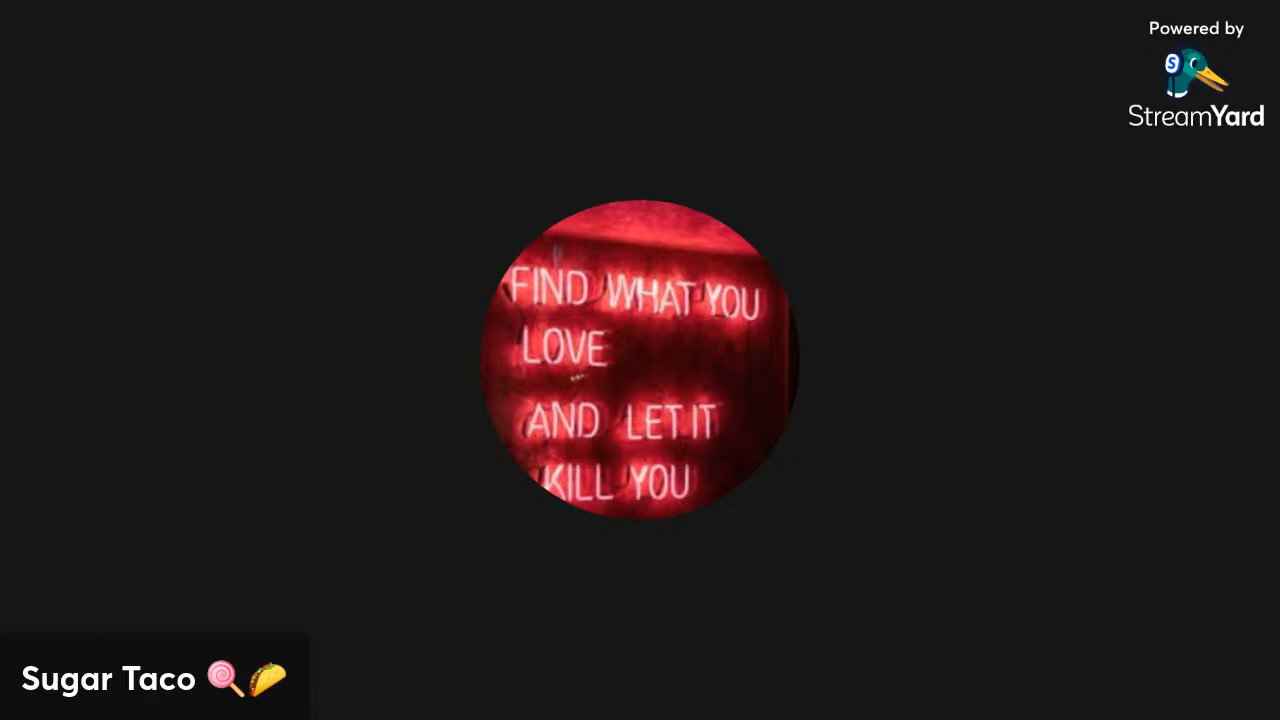 Powered by
StreamYard
FIND WHAT YOU
LOVE
AND LET IT
KILL YOU
Sugar Taco 🍭🌮